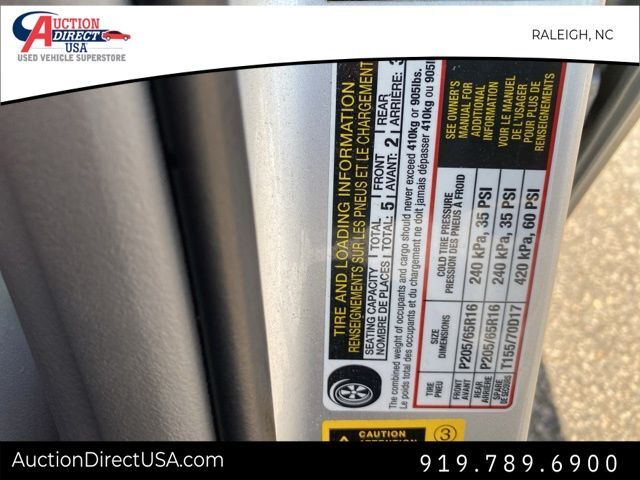 AUCTION
DIRECT
USA
USED VEHICLE SUPERSTORE
RALEIGH, NC
TIRE AND LOADING INFORMATION
RENSEIGNEMENTS SUR LES PNEUS ET LE CHARGEMENT
SEATING CAPACITY | TOTAL | FRONT | REAR
NOMBRE DE PLACES | TOTAL: 5 | AVANT: 2 | ARRIÈRE: 3
The combined weight of occupants and cargo should never exceed 410kg or 905lbs.
Le poids total des occupants et du chargement ne doit jamais dépasser 410kg ou 905l
TIRE
PNEU
SIZE
DIMENSIONS
COLD TIRE PRESSURE
PRESSION DES PNEUS À FROID
FRONT
AVANT
P205/65R16
240 kPa, 35 PSI
REAR
ARRIÈRE
P205/65R16
240 kPa, 35 PSI
SPARE
DE SECOURS
T155/70D17
420 kPa, 60 PSI
SEE OWNER'S
MANUAL FOR
ADDITIONAL
INFORMATION
VOIR LE MANUEL
DE L'USAGER
POUR PLUS DE
RENSEIGNEMENTS
CAUTION
3
AuctionDirectUSA.com
919.789.6900